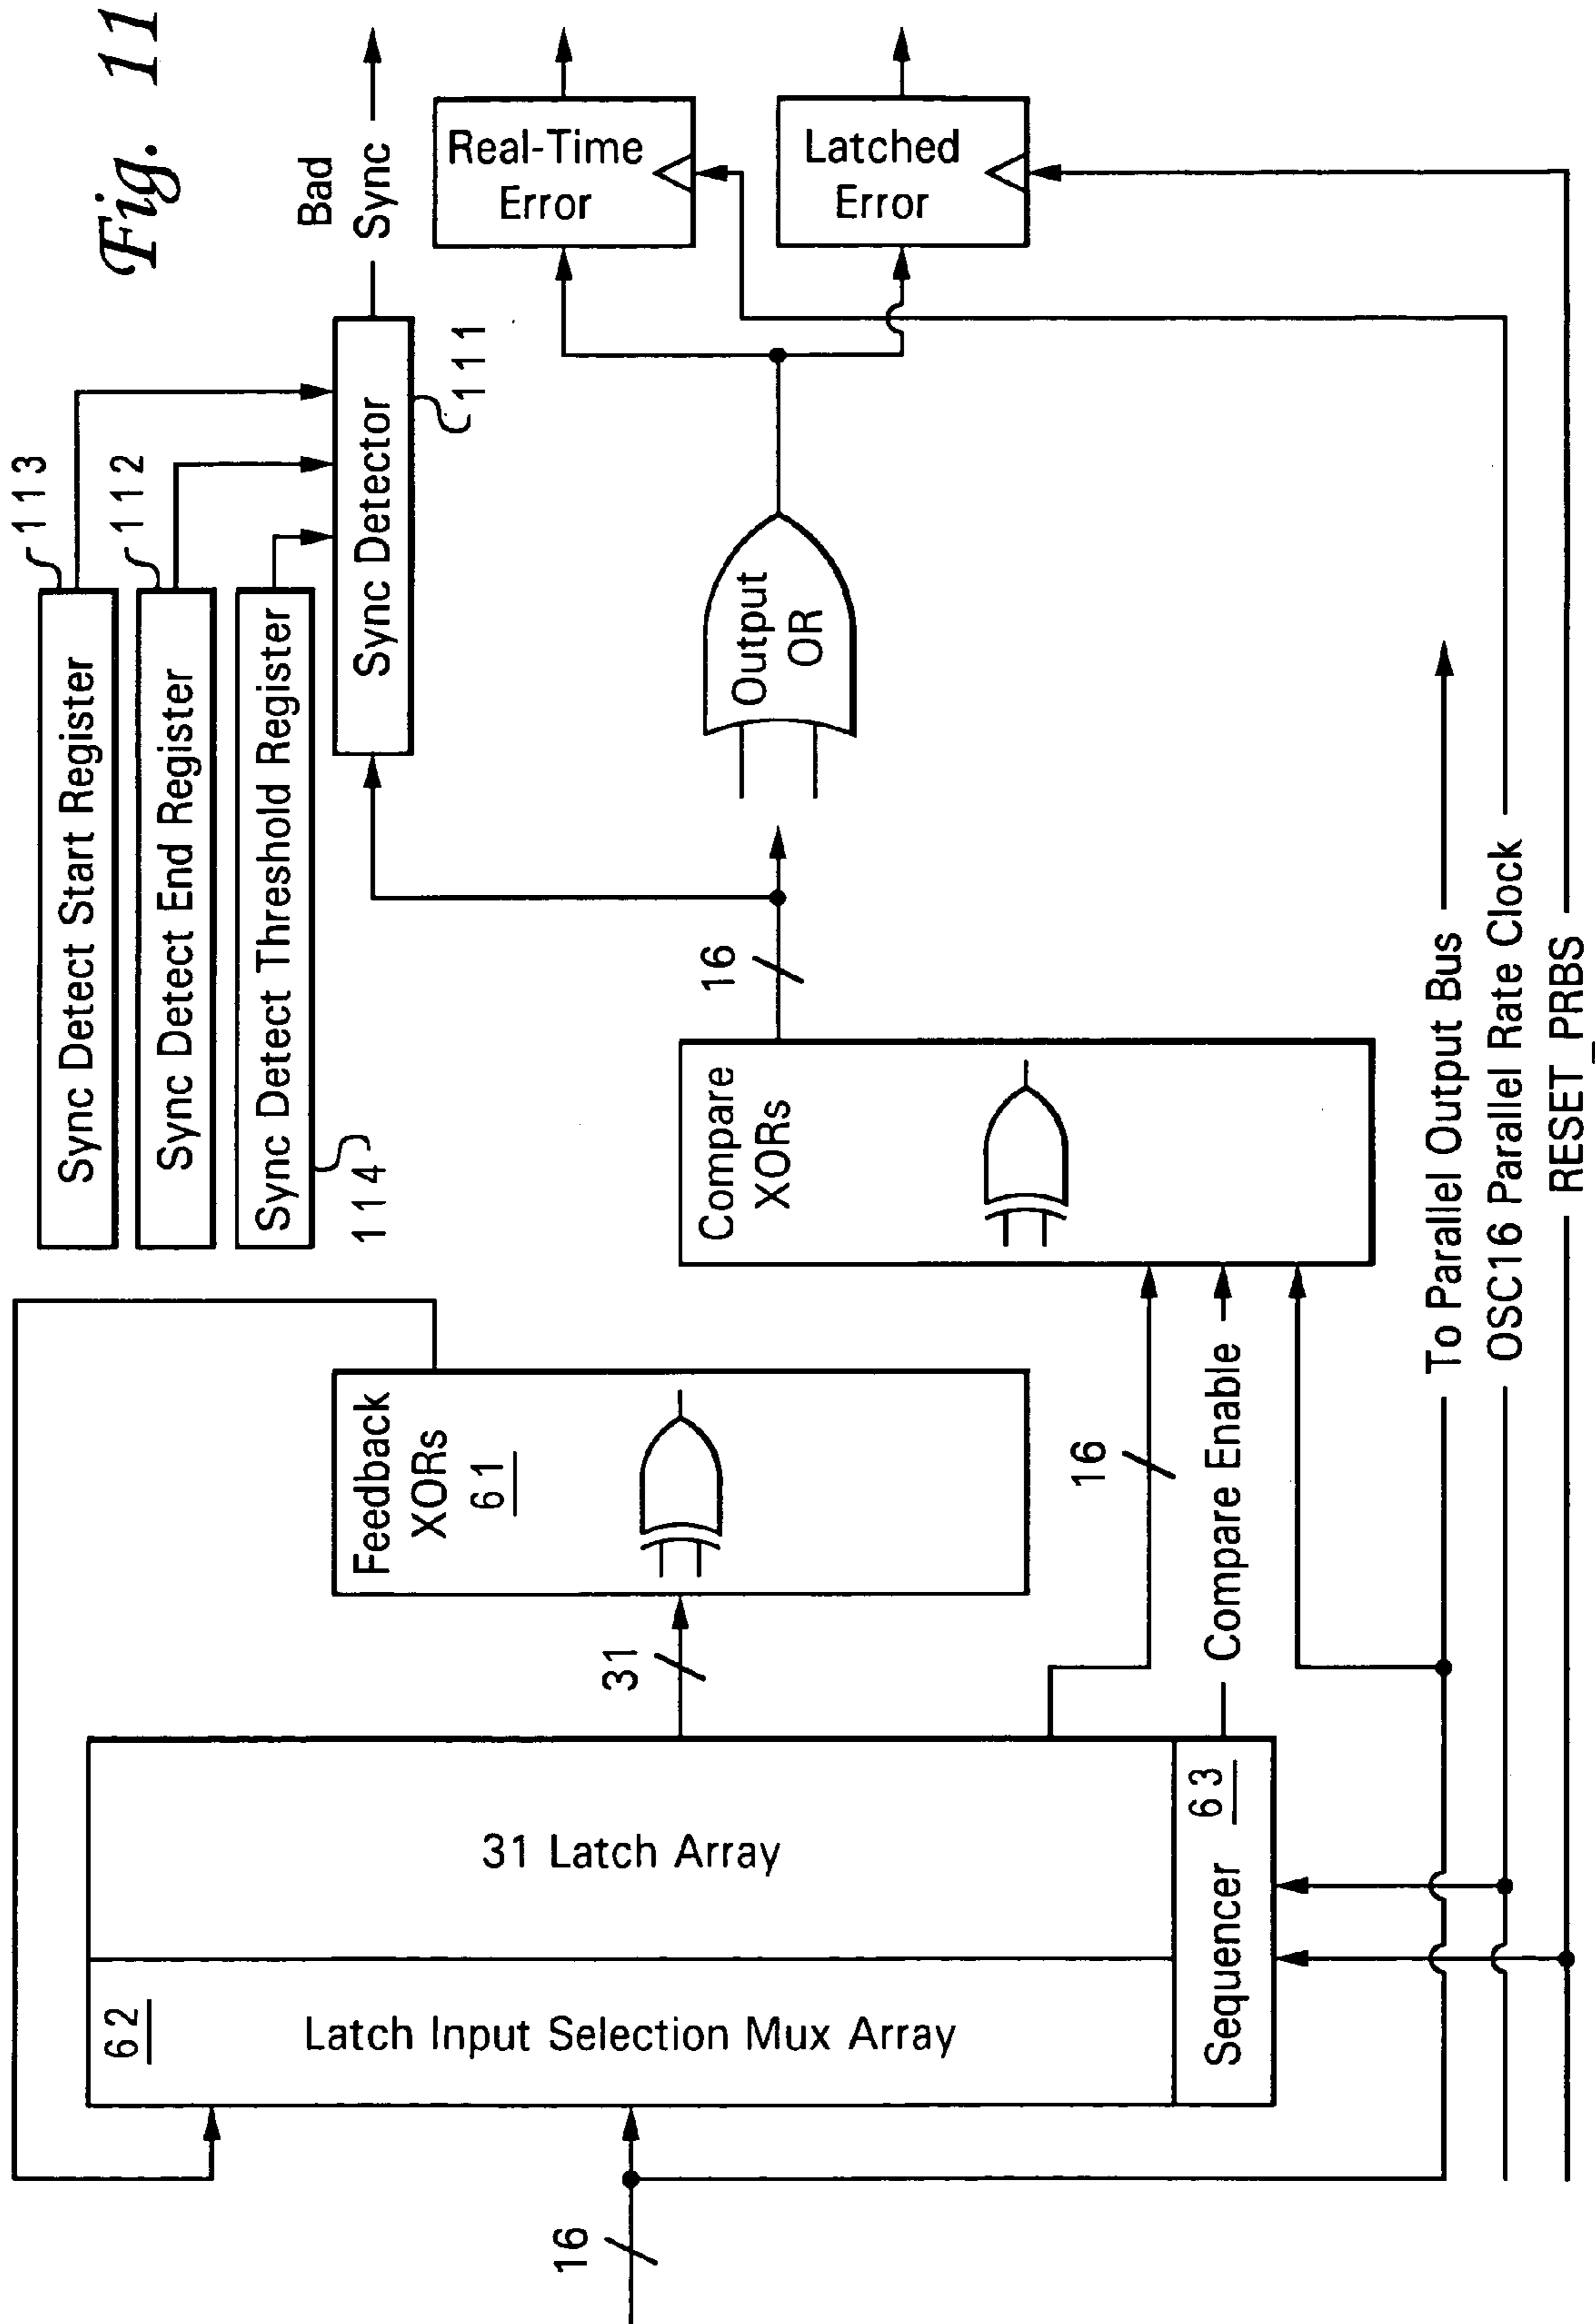 Fig. 11
Sync Detect Start Register
113
Sync Detect End Register
112
Sync Detect Threshold Register
114
Sync Detector
111
Bad
Sync
Real-Time
Error
Latched
Error
Output
OR
16
Compare
XORs
Feedback
XORs
61
31
16
Compare Enable
62
Latch Input Selection Mux Array
31 Latch Array
Sequencer
63
16
To Parallel Output Bus
OSC16 Parallel Rate Clock
RESET_PRBS